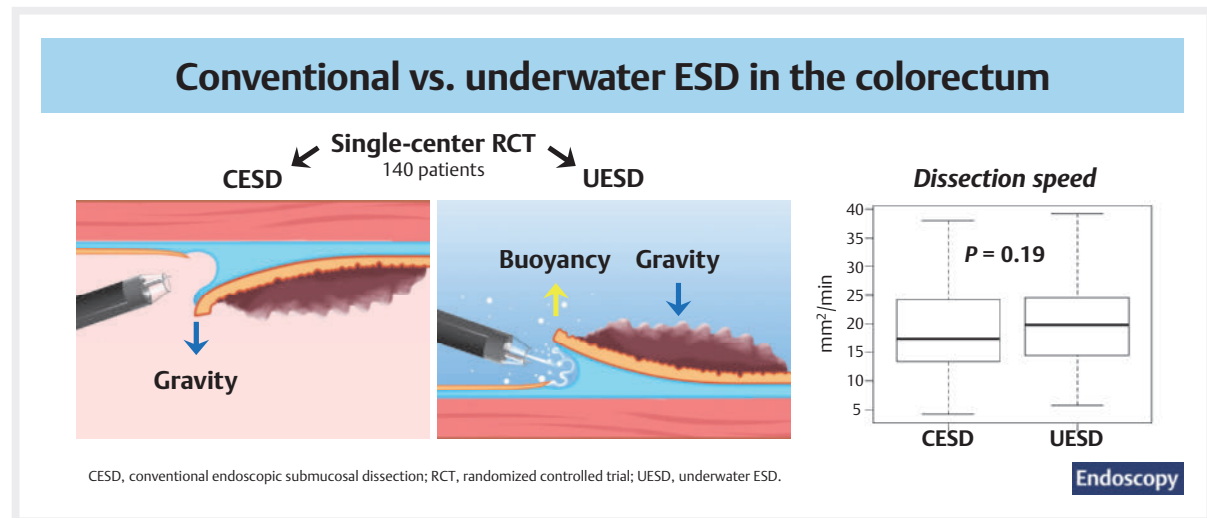 Conventional vs. underwater ESD in the colorectum
Single-center RCT
140 patients
CESD
UESD
Gravity
Buoyancy
Gravity
Dissection speed
mm²/min
40
35
30
25
20
15
10
5
P = 0.19
CESD
UESD
CESD, conventional endoscopic submucosal dissection; RCT, randomized controlled trial; UESD, underwater ESD.
Endoscopy